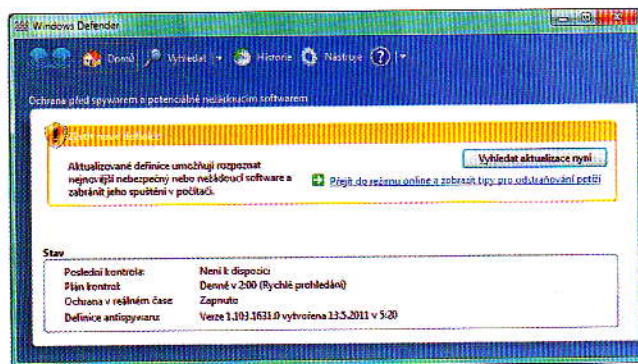 Windows Defender
Domů Vyhledat Historie Nástroje ?
Ochrana před spywarem a potenciálně nežádoucím softwarem
Zjistit nové definice
Aktualizované definice umožňují rozpoznat
nejnovější nebezpečný nebo nežádoucí software a
zabránit jeho spuštění v počítači.
Vyhledat aktualizace nyní
Přejít do režimu online a zobrazit tipy pro odstraňování potíží
Stav
Poslední kontrola: Není k dispozici
Plán kontrol: Denně v 2:00 (Rychlé prohledání)
Ochrana v reálném čase: Zapnuto
Definice antispywaru: Verze 1.103.1631.0 vytvořena 13.5.2011 v 5:20